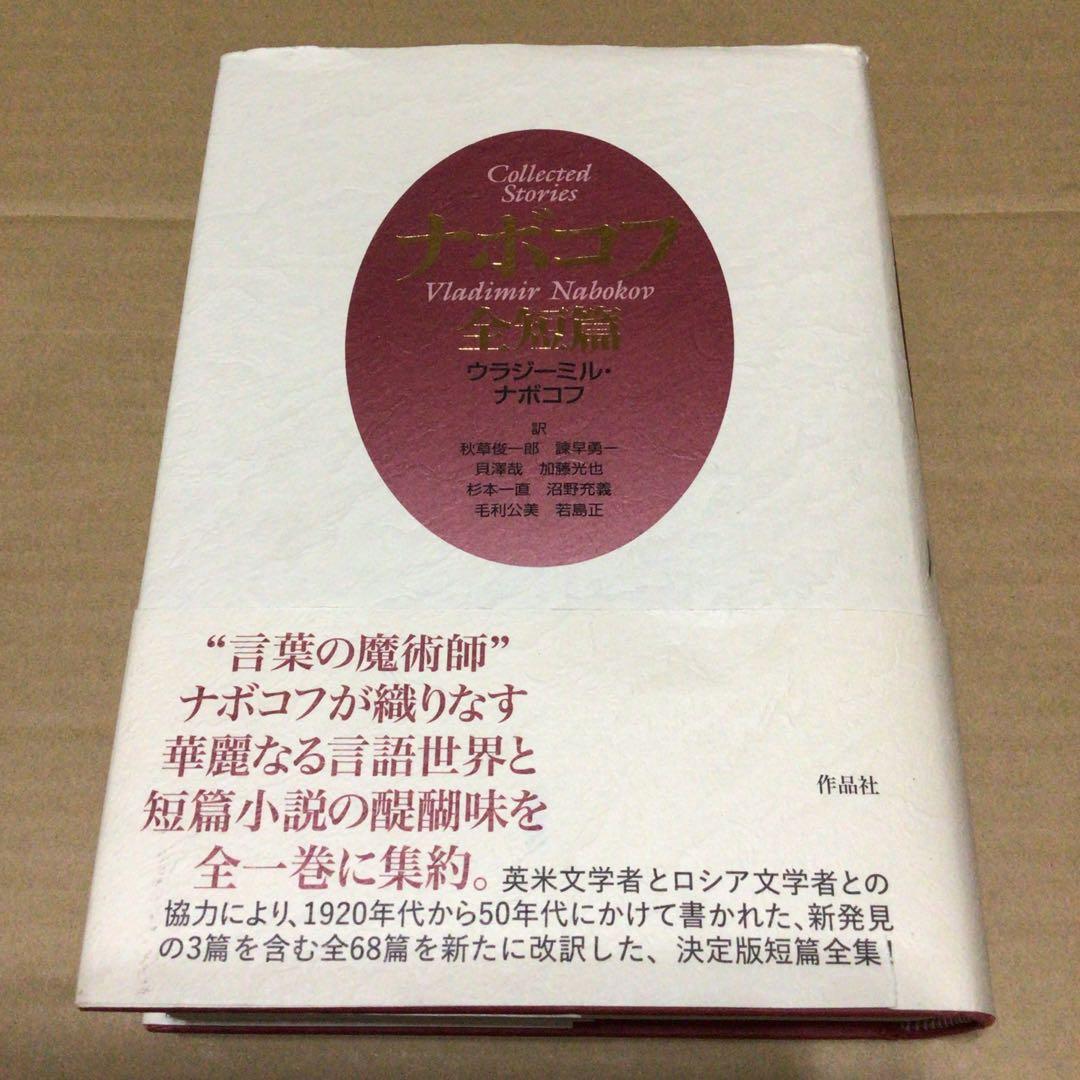 Collected
Stories
ナボコフ
Vladimir Nabokov
全短篇
ウラジーミル・
ナボコフ
訳
秋草俊一郎 諫早勇一
貝澤哉 加藤光也
杉本一直 沼野充義
毛利公美 若島正
“言葉の魔術師”
ナボコフが織りなす
華麗なる言語世界と
短篇小説の醍醐味を
全一巻に集約。
英米文学者とロシア文学者との
協力により、1920年代から50年代にかけて書かれた、新発見
の3篇を含む全68篇を新たに改訳した、決定版短篇全集!
作品社